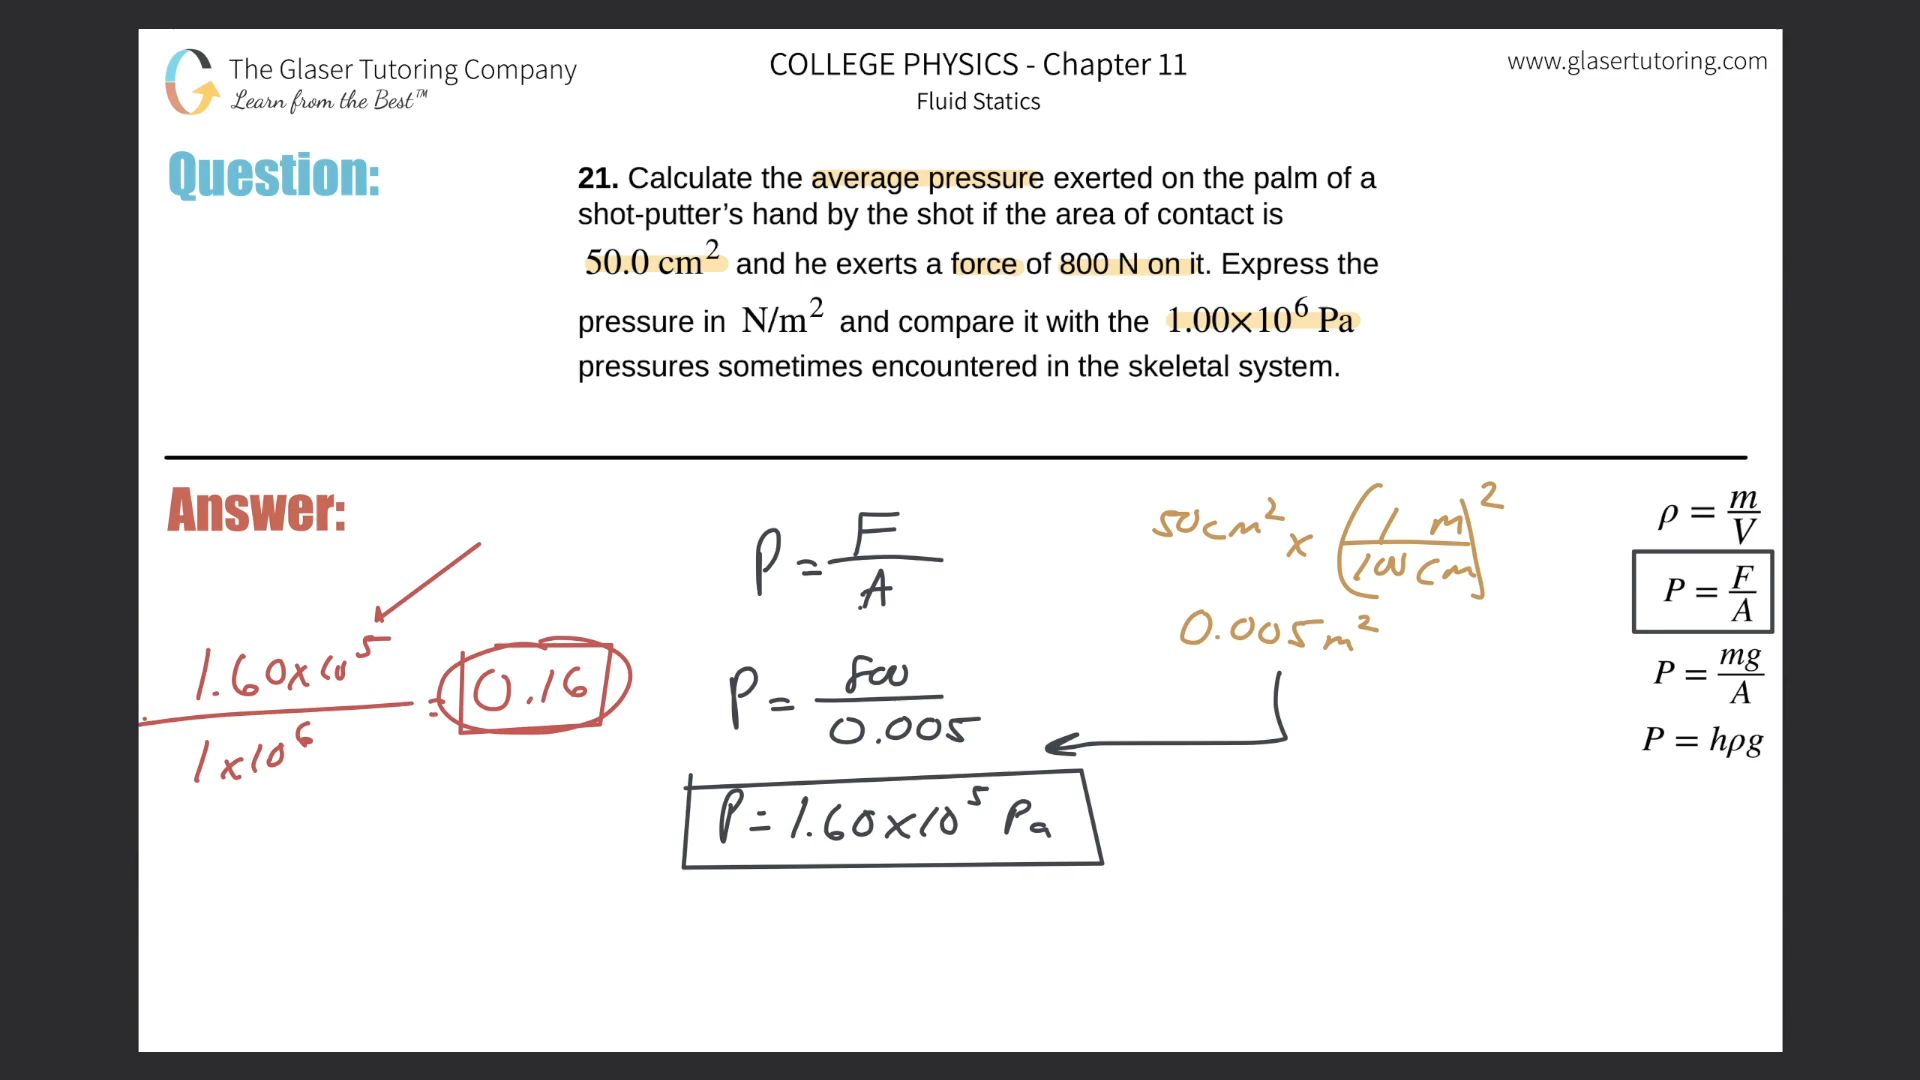 The Glaser Tutoring Company
Learn from the Best™
COLLEGE PHYSICS - Chapter 11
Fluid Statics
www.glasertutoring.com
Question:
21. Calculate the average pressure exerted on the palm of a
shot-putter’s hand by the shot if the area of contact is
50.0 cm² and he exerts a force of 800 N on it. Express the
pressure in N/m² and compare it with the 1.00×10⁶ Pa
pressures sometimes encountered in the skeletal system.
Answer:
1.60x10⁵
1x10⁶
= 0.16
P = F/A
P = 800/0.005
P = 1.60x10⁵ Pa
50cm² x (1 m/100 cm)²
0.005m²
ρ = m/V
P = F/A
P = mg/A
P = hρg